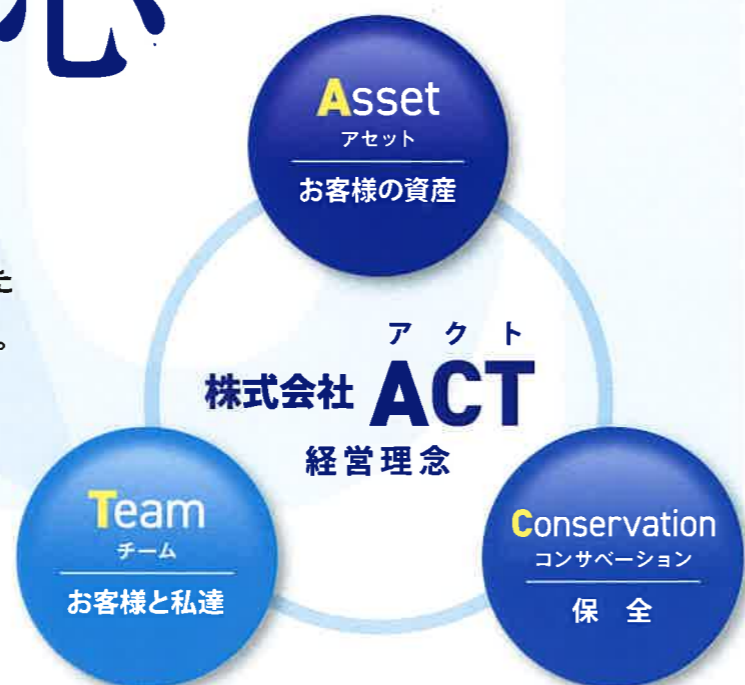 心
Asset
アセット
お客様の資産
た
。
アクト
株式会社 ACT
経営理念
Team
チーム
お客様と私達
Conservation
コンサベーション
保 全